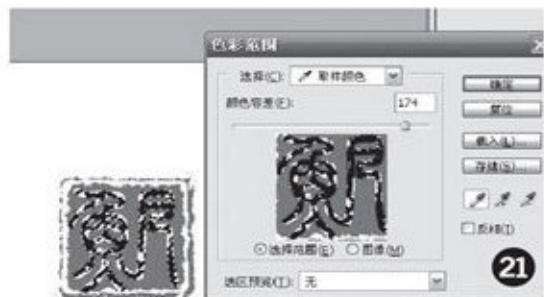 色彩范围
选择(C): 取样颜色
颜色容差(E):
174
确定
复位
载入(L)...
存储(S)...
反相(I)
选择范围(E) 图像(M)
选区预览(T): 无
21